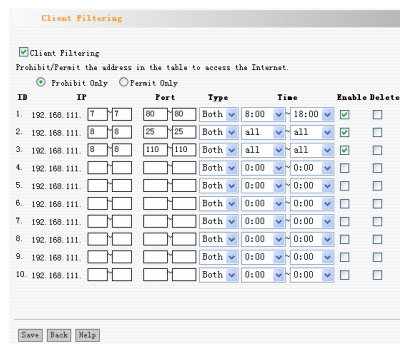 Client Filtering
Client Filtering
Prohibit/Permit the address in the table to access the Internet.
Prohibit Only Permit Only
ID IP Port Type Time Enable Delete
1. 192.168.111. 7 ~ 7 80 ~ 80 Both 8:00 ~ 18:00
2. 192.168.111. 8 ~ 8 25 ~ 25 Both all ~ all
3. 192.168.111. 8 ~ 8 110 ~ 110 Both all ~ all
4. 192.168.111. ~ ~ Both 0:00 ~ 0:00
5. 192.168.111. ~ ~ Both 0:00 ~ 0:00
6. 192.168.111. ~ ~ Both 0:00 ~ 0:00
7. 192.168.111. ~ ~ Both 0:00 ~ 0:00
8. 192.168.111. ~ ~ Both 0:00 ~ 0:00
9. 192.168.111. ~ ~ Both 0:00 ~ 0:00
10. 192.168.111. ~ ~ Both 0:00 ~ 0:00
Save Back Help